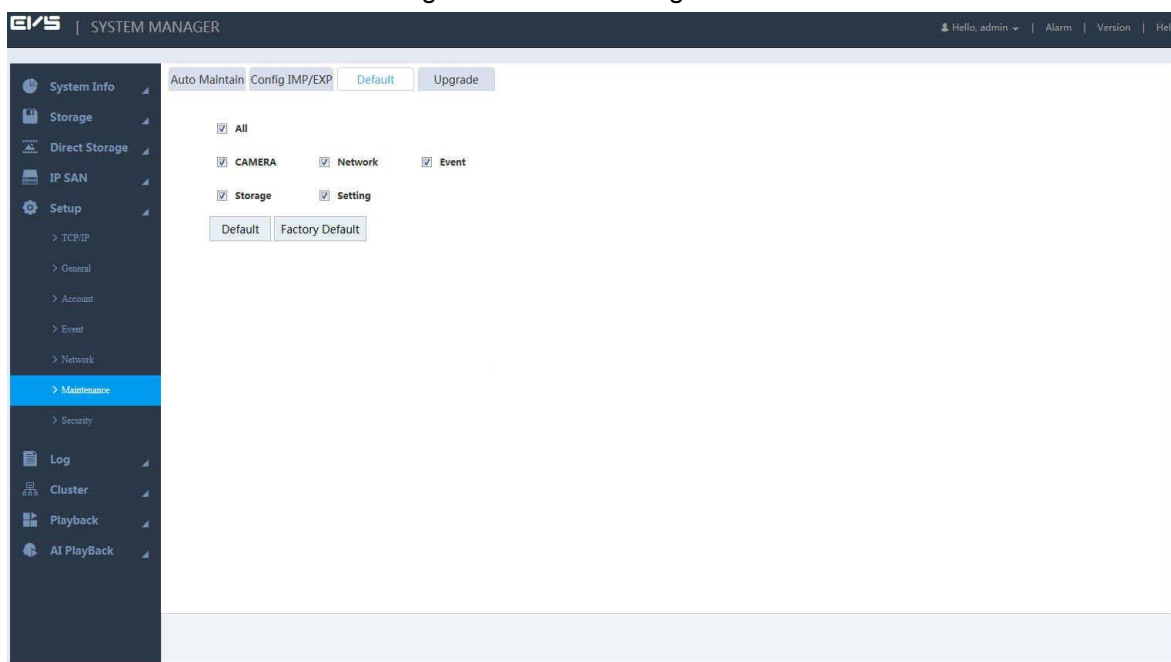 EVS | SYSTEM MANAGER
Hello, admin | Alarm | Version |
System Info
Storage
Direct Storage
IP SAN
Setup
> TCP/IP
> General
> Account
> Event
> Network
> Maintenance
> Security
Log
Cluster
Playback
AI PlayBack
Auto Maintain Config IMP/EXP Default Upgrade
All
CAMERA Network Event
Storage Setting
Default Factory Default